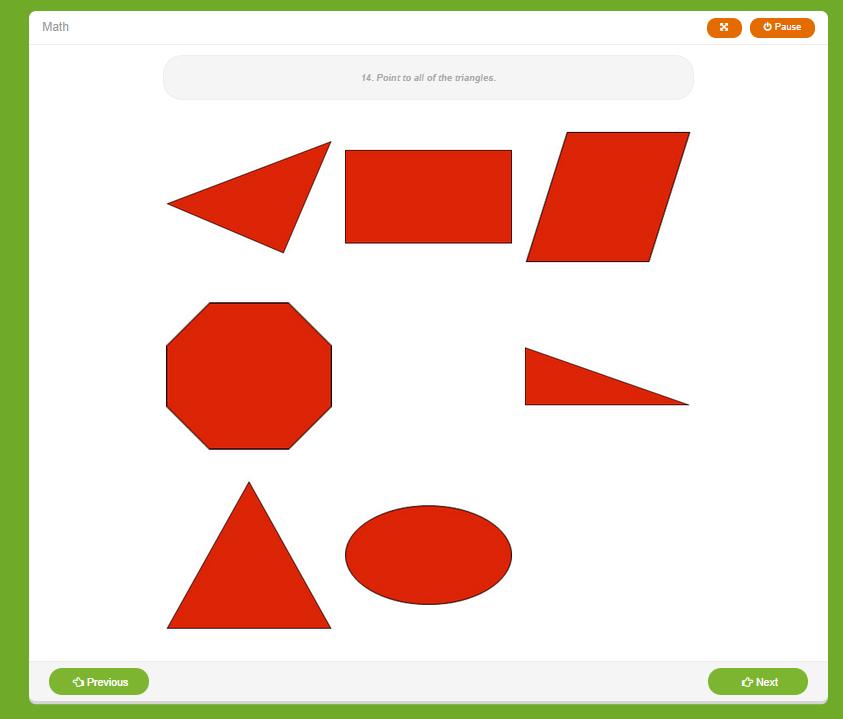 Math
Pause
14. Point to all of the triangles.
Previous
Next